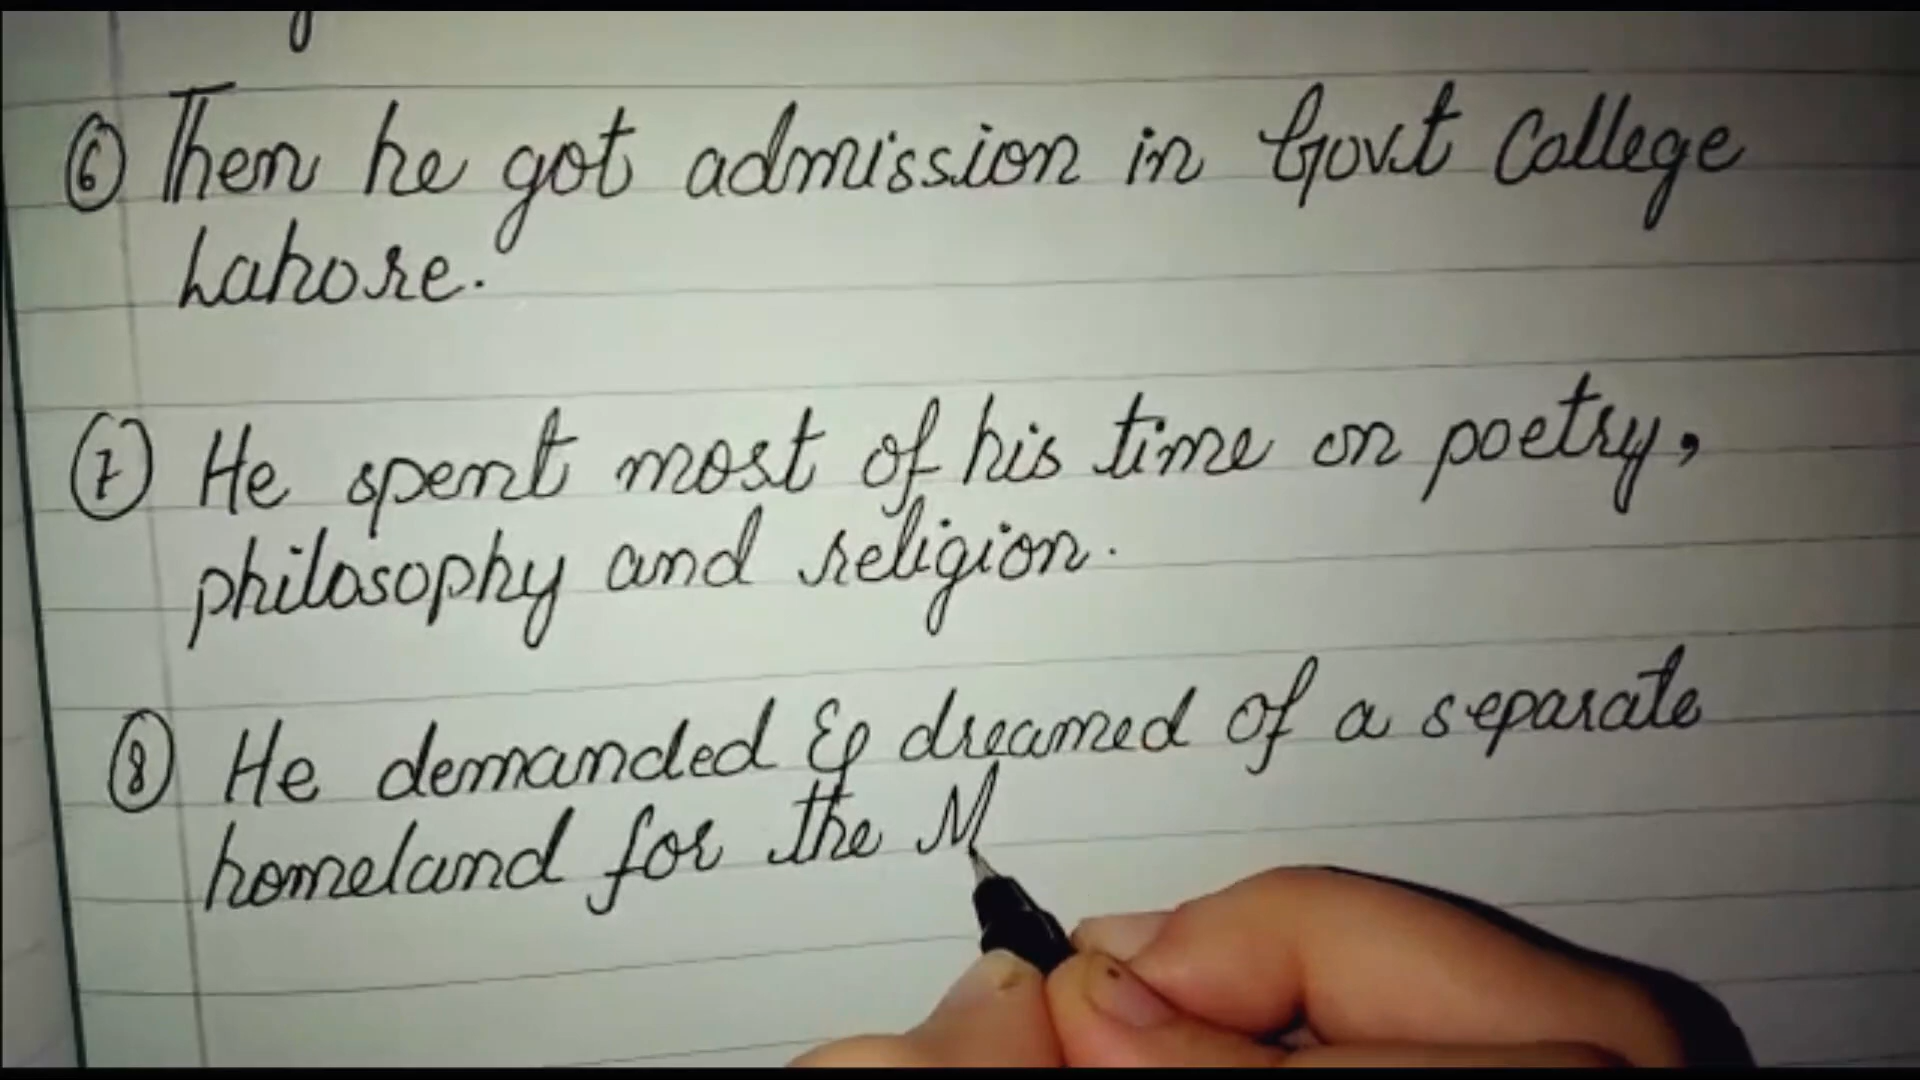 ⑥ Then he got admission in Govt College
Lahore.
⑦ He spent most of his time on poetry,
philosophy and religion.
⑧ He demanded & dreamed of a separate
homeland for the M